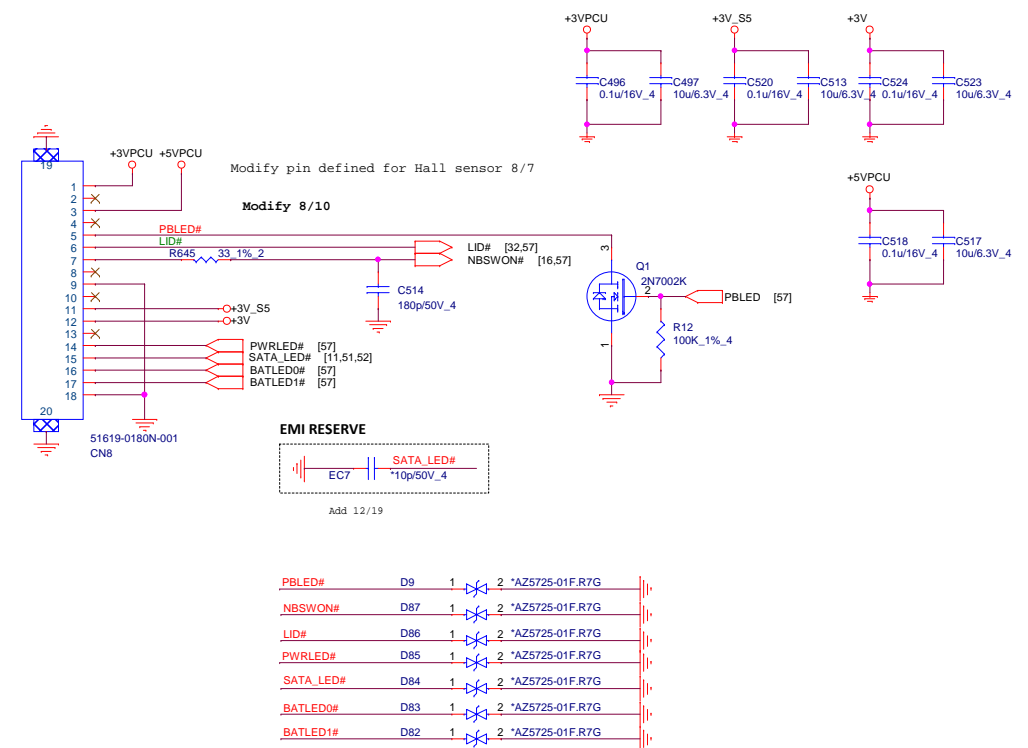 +3VPCU
+3V_S5
+3V
C496
0.1u/16V_4
C497
10u/6.3V_4
C520
0.1u/16V_4
C513
10u/6.3V_4
C524
0.1u/16V_4
C523
10u/6.3V_4
19
+3VPCU
+5VPCU
Modify pin defined for Hall sensor 8/7
Modify 8/10
+5VPCU
C518
0.1u/16V_4
C517
10u/6.3V_4
1
2
3
4
5
6
7
8
9
10
11
12
13
14
15
16
17
18
20
PBLED#
LID#
R645
33_1%_2
LID# [32,57]
NBSWON# [16,57]
C514
180p/50V_4
+3V_S5
+3V
PWRLED# [57]
SATA_LED# [11,51,52]
BATLED0# [57]
BATLED1# [57]
3
Q1
2N7002K
2
1
PBLED [57]
R12
100K_1%_4
51619-0180N-001
CN8
EMI RESERVE
SATA_LED#
EC7
*10p/50V_4
Add 12/19
PBLED# D9 1 2 *AZ5725-01F.R7G
NBSWON# D87 1 2 *AZ5725-01F.R7G
LID# D86 1 2 *AZ5725-01F.R7G
PWRLED# D85 1 2 *AZ5725-01F.R7G
SATA_LED# D84 1 2 *AZ5725-01F.R7G
BATLED0# D83 1 2 *AZ5725-01F.R7G
BATLED1# D82 1 2 *AZ5725-01F.R7G